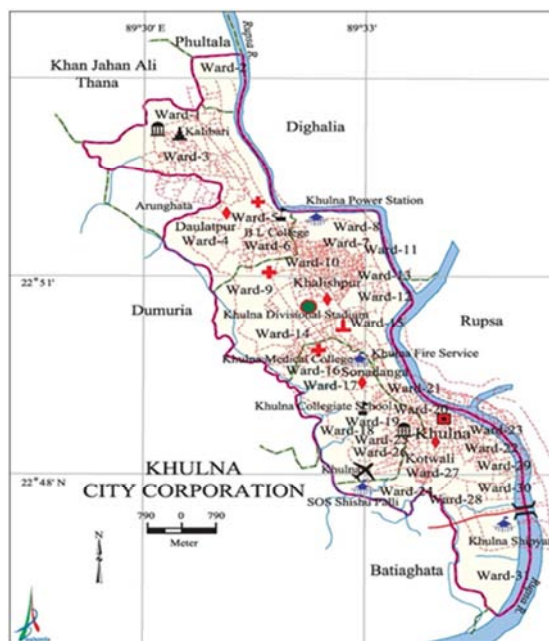 89°30' E
89°33'
Rupsa R.
Phultala
Ward-2
Khan Jahan Ali
Thana
Ward-1
Kalibari
Dighalia
Ward-3
Arunghata
Khulna Power Station
Ward-5
Daulatpur
B L College
Ward-8
Ward-4
Ward-6
Ward-7
Ward-11
Ward-10
22°51'
Ward-13
Khalishpur
Ward-9
Ward-12
Dumuria
Khulna Divisional Stadium
Rupsa
Ward-14
Ward-15
Khulna Medical College
Khulna Fire Service
Ward-16
Sonadanga
Ward-17
Ward-21
Khulna Collegiate School
Ward-20
Ward-19
Ward-18
Khulna
Ward-23
Ward-25
Ward-22
Ward-26
Kotwali
Ward-29
Khulna
Ward-27
22°48' N
KHULNA
CITY CORPORATION
SOS Shishu Palli
Ward-24
Ward-30
Ward-28
790 0 790
Meter
Khulna Shipya
N
Batiaghata
Ward-31
Rupsa R.